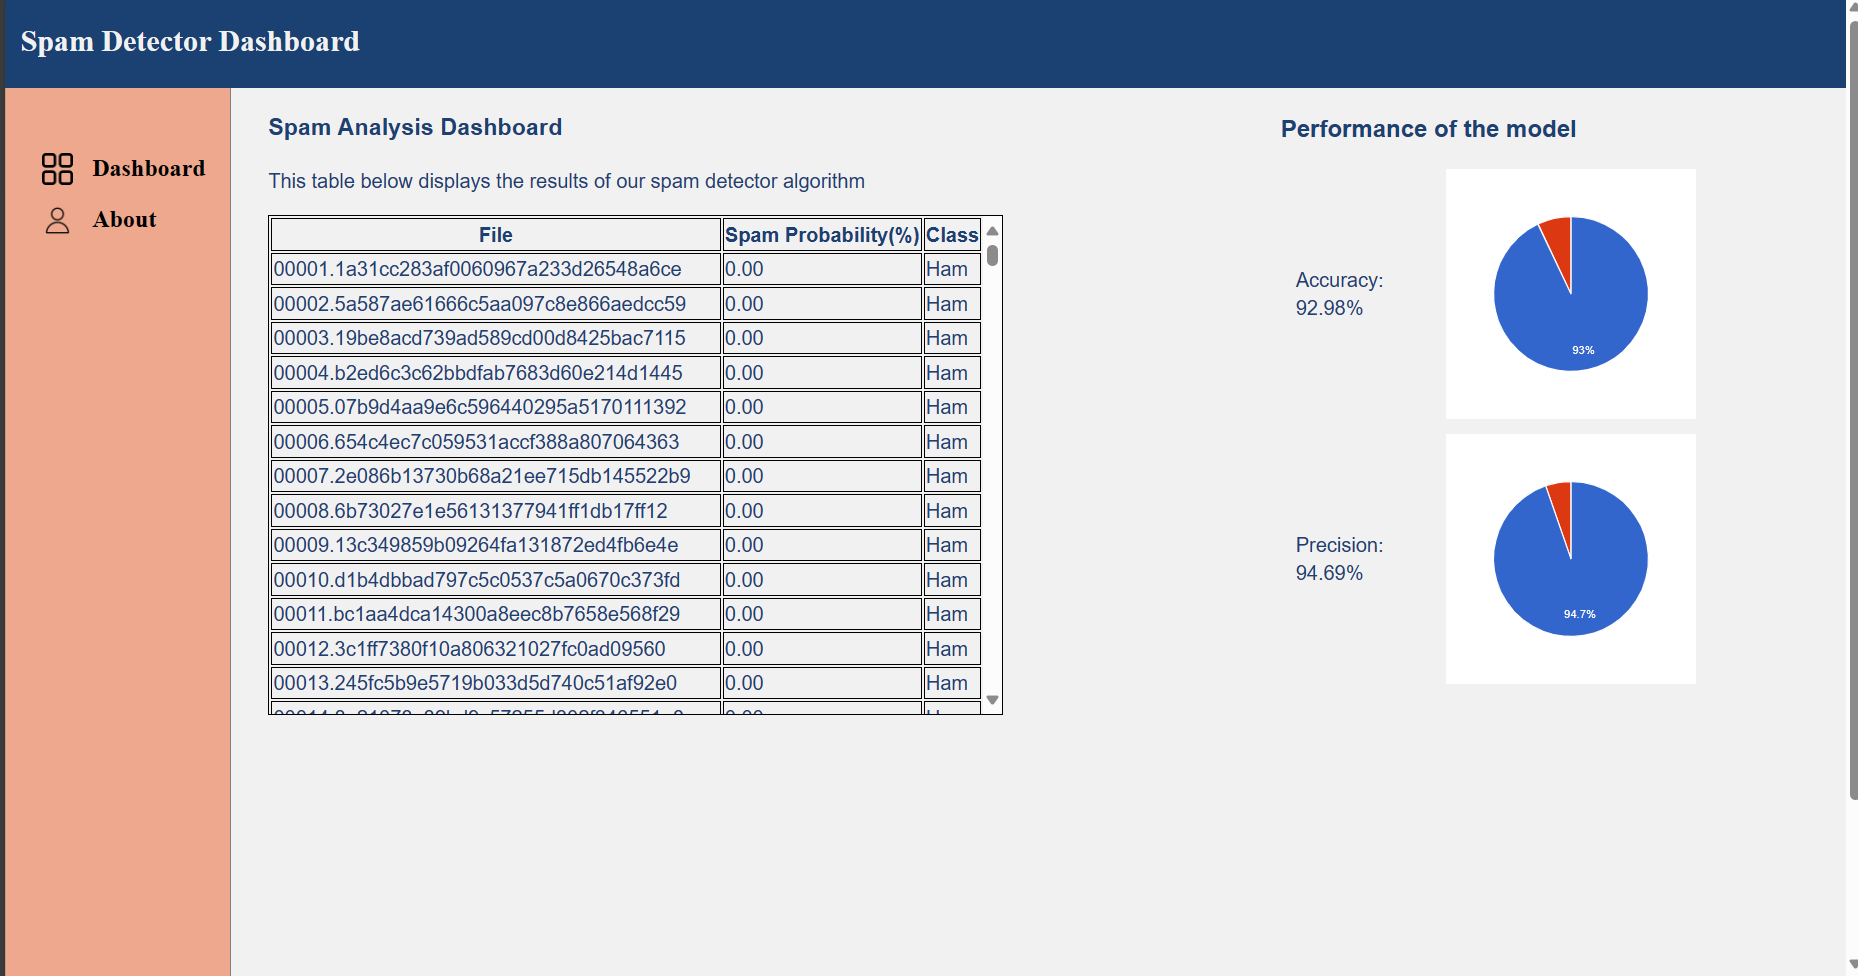 Spam Detector Dashboard
Dashboard
About
Spam Analysis Dashboard
This table below displays the results of our spam detector algorithm
File Spam Probability(%) Class
00001.1a31cc283af0060967a233d26548a6ce 0.00 Ham
00002.5a587ae61666c5aa097c8e866aedcc59 0.00 Ham
00003.19be8acd739ad589cd00d8425bac7115 0.00 Ham
00004.b2ed6c3c62bbdfab7683d60e214d1445 0.00 Ham
00005.07b9d4aa9e6c596440295a5170111392 0.00 Ham
00006.654c4ec7c059531accf388a807064363 0.00 Ham
00007.2e086b13730b68a21ee715db145522b9 0.00 Ham
00008.6b73027e1e56131377941ff1db17ff12 0.00 Ham
00009.13c349859b09264fa131872ed4fb6e4e 0.00 Ham
00010.d1b4dbbad797c5c0537c5a0670c373fd 0.00 Ham
00011.bc1aa4dca14300a8eec8b7658e568f29 0.00 Ham
00012.3c1ff7380f10a806321027fc0ad09560 0.00 Ham
00013.245fc5b9e5719b033d5d740c51af92e0 0.00 Ham
Performance of the model
Accuracy:
92.98%
93%
Precision:
94.69%
94.7%